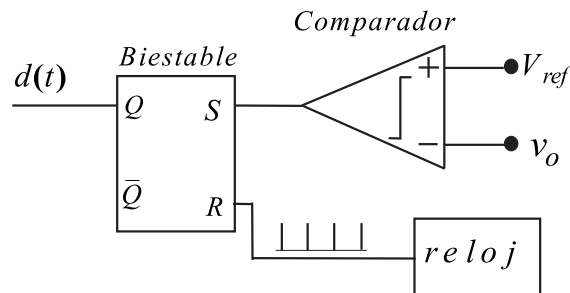 Comparador
Biestable
d(t)
Q
S
+
V_ref
−
v_o
Q̄
R
reloj